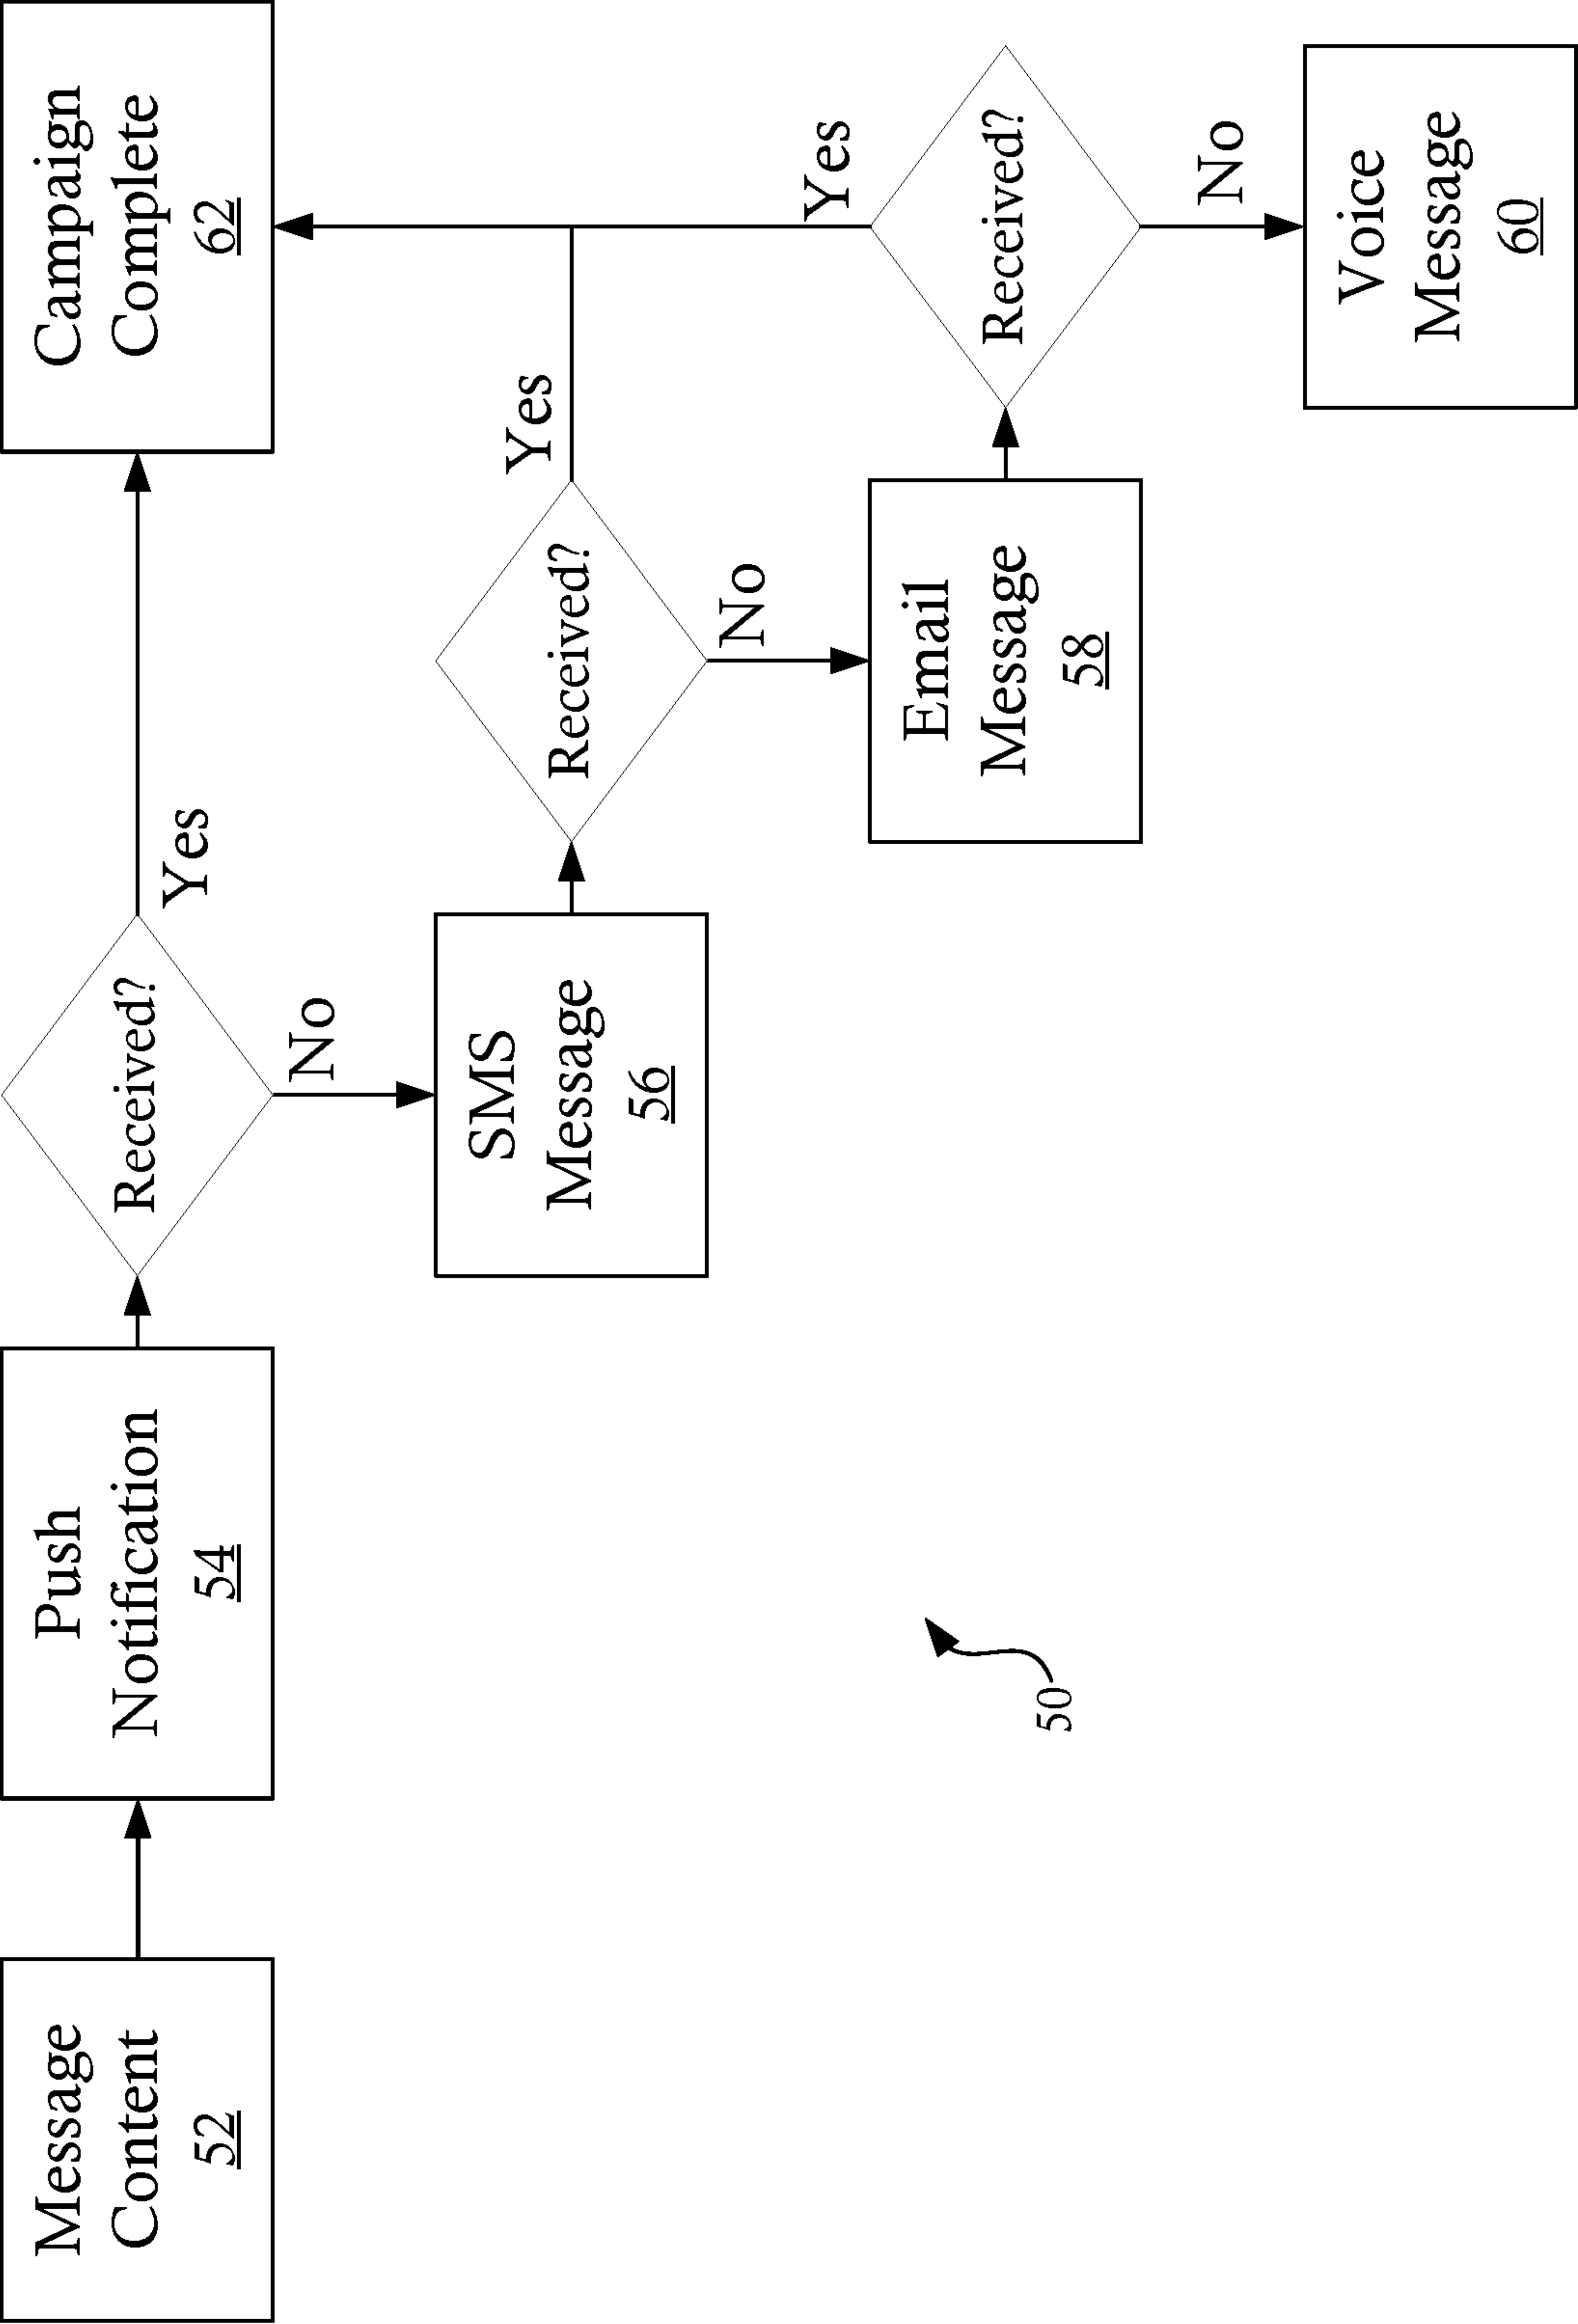 Message
Content
52
Push
Notification
54
Received?
Yes
No
Campaign
Complete
62
SMS
Message
56
Received?
Yes
No
Email
Message
58
Received?
Yes
No
Voice
Message
60
50